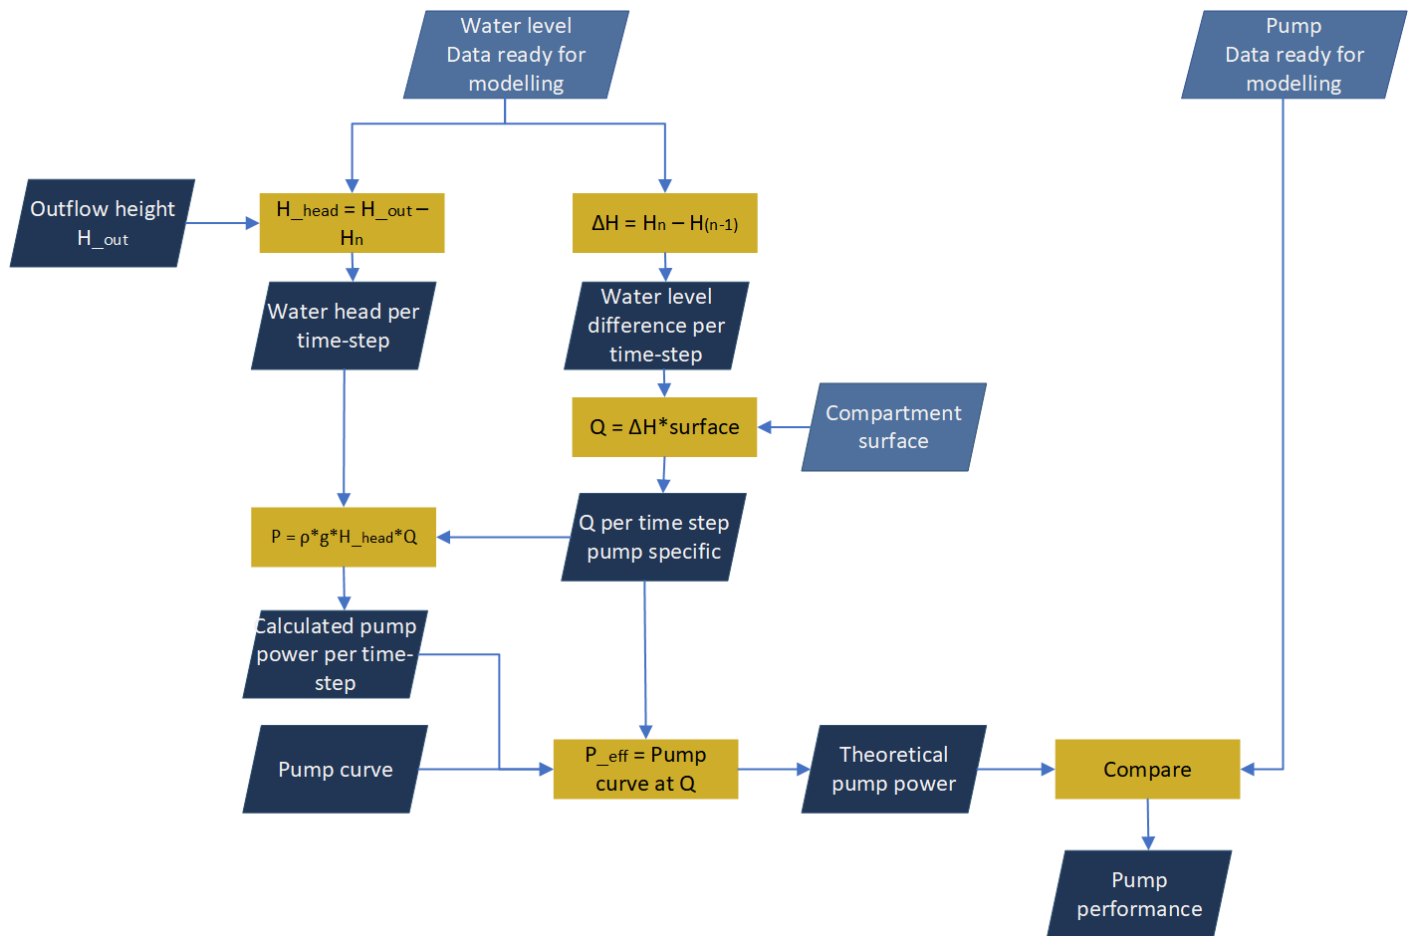 Water level
Data ready for
modelling
Pump
Data ready for
modelling
Outflow height
H_out
H_head = H_out –
Hn
ΔH = Hn – H(n-1)
Water head per
time-step
Water level
difference per
time-step
Q = ΔH*surface
Compartment
surface
P = ρ*g*H_head*Q
Q per time step
pump specific
Calculated pump
power per time-
step
Pump curve
P_eff = Pump
curve at Q
Theoretical
pump power
Compare
Pump
performance